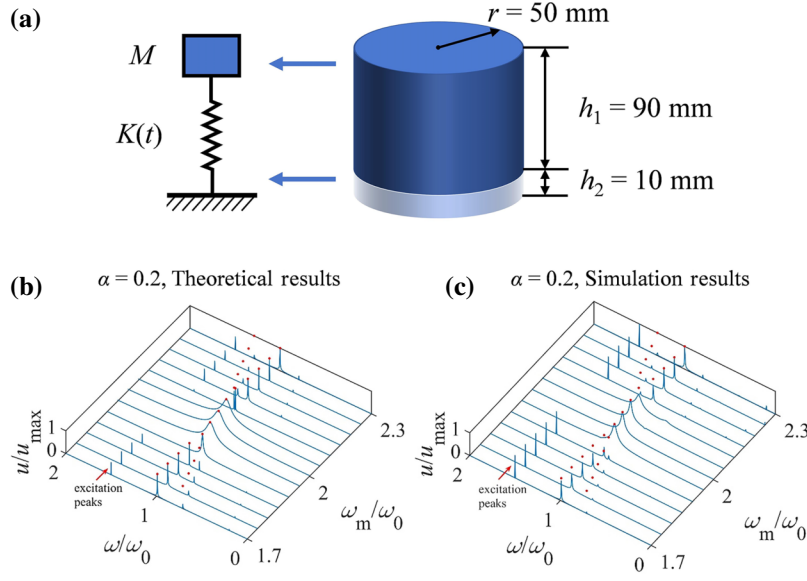 (a)
r = 50 mm
M
K(t)
h₁ = 90 mm
h₂ = 10 mm
(b)
α = 0.2, Theoretical results
u/u max
1
0
2
excitation
peaks
1
ω/ω₀
0
1.7
2
ωₘ/ω₀
2.3
(c)
α = 0.2, Simulation results
u/u max
1
0
2
excitation
peaks
1
ω/ω₀
0
1.7
2
ωₘ/ω₀
2.3